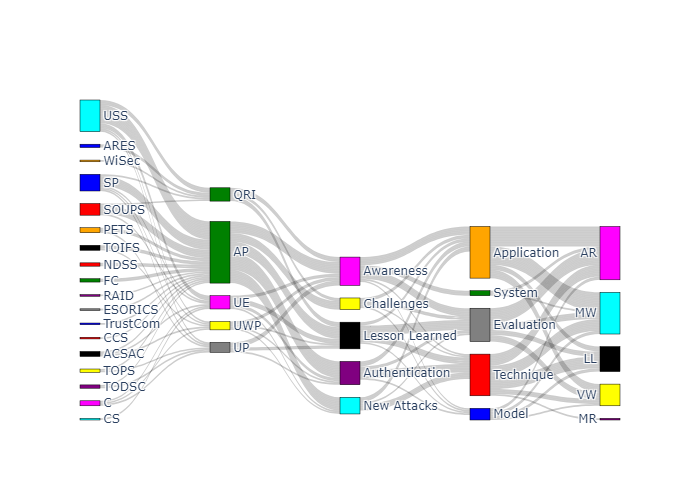 USS
ARES
WiSec
SP
SOUPS
PETS
TOIFS
NDSS
FC
RAID
ESORICS
TrustCom
CCS
ACSAC
TOPS
TODSC
C
CS
QRI
AP
UE
UWP
UP
Awareness
Challenges
Lesson Learned
Authentication
New Attacks
Application
System
Evaluation
Technique
Model
AR
MW
LL
VW
MR